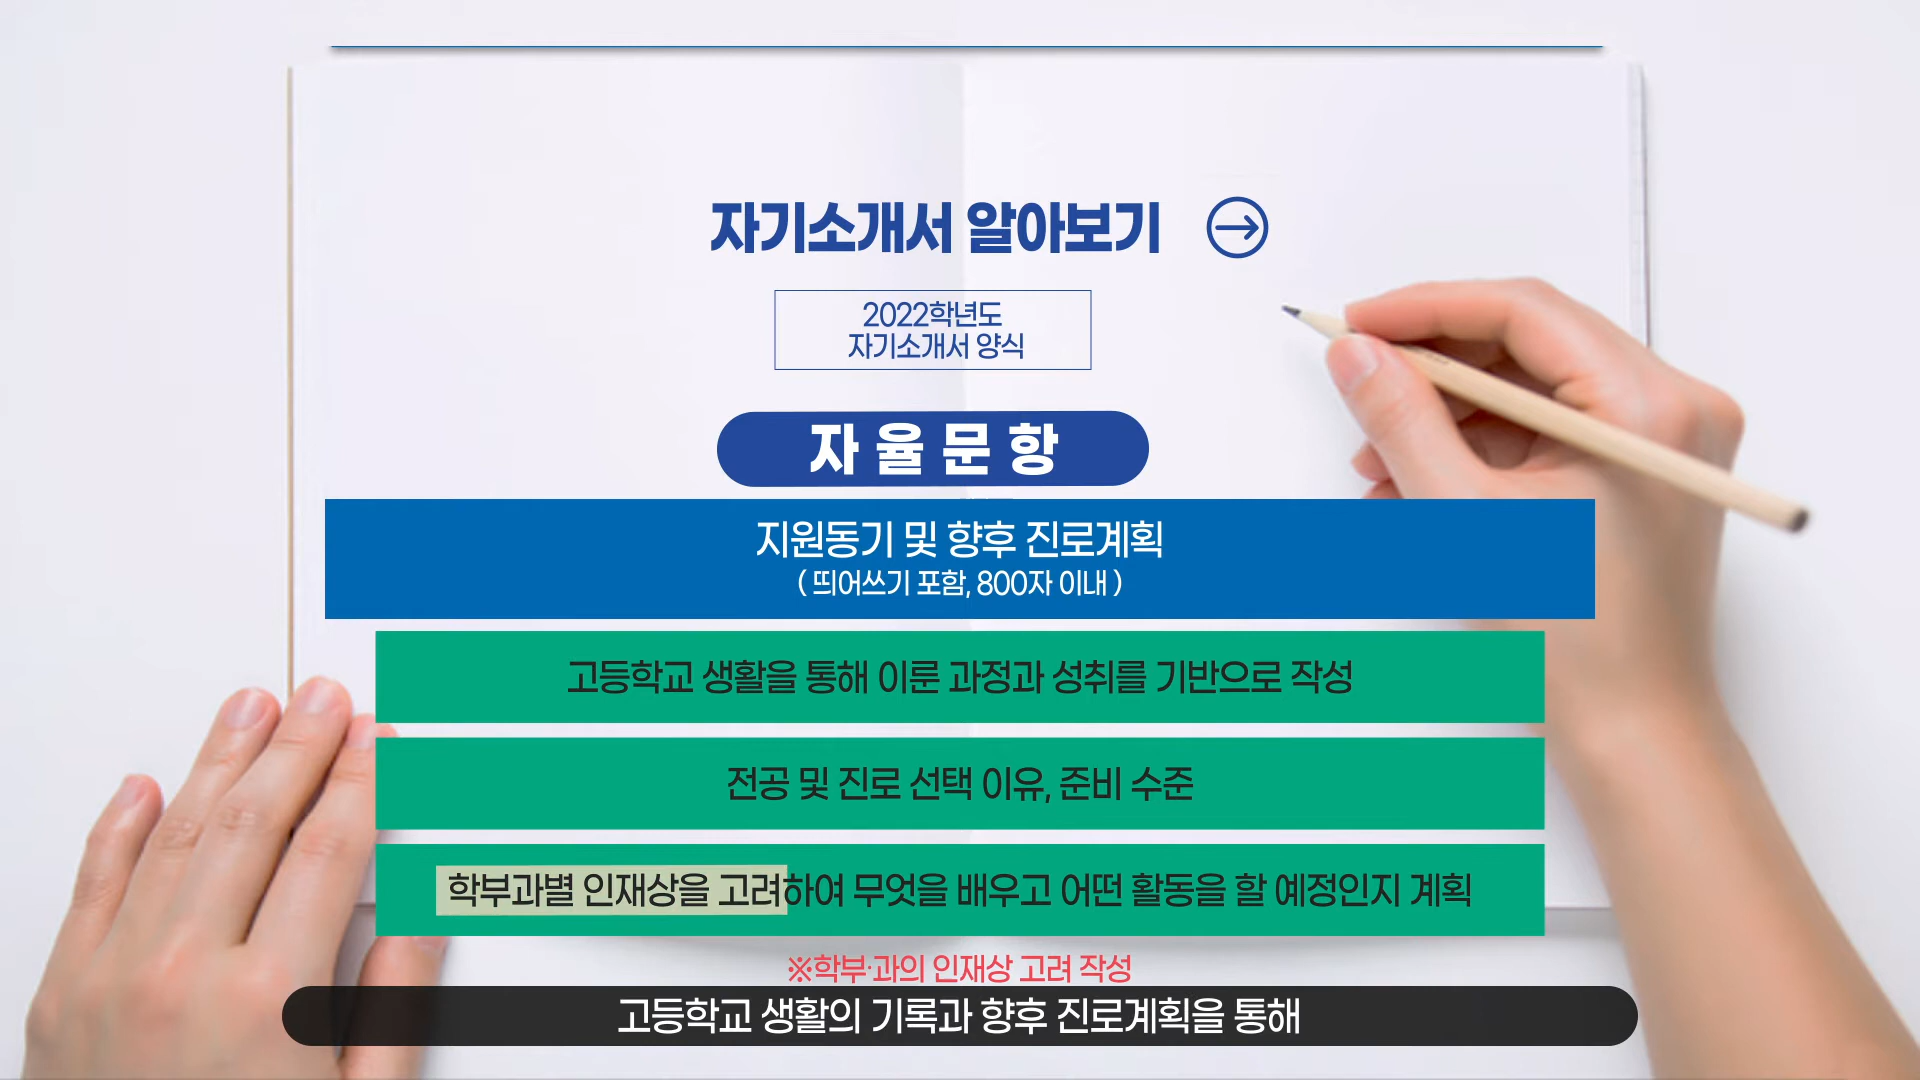 자기소개서 알아보기
2022학년도
자기소개서 양식
자율문항
지원동기 및 향후 진로계획
( 띄어쓰기 포함, 800자 이내 )
고등학교 생활을 통해 이룬 과정과 성취를 기반으로 작성
전공 및 진로 선택 이유, 준비 수준
학부과별 인재상을 고려하여 무엇을 배우고 어떤 활동을 할 예정인지 계획
※학부·과의 인재상 고려 작성
고등학교 생활의 기록과 향후 진로계획을 통해